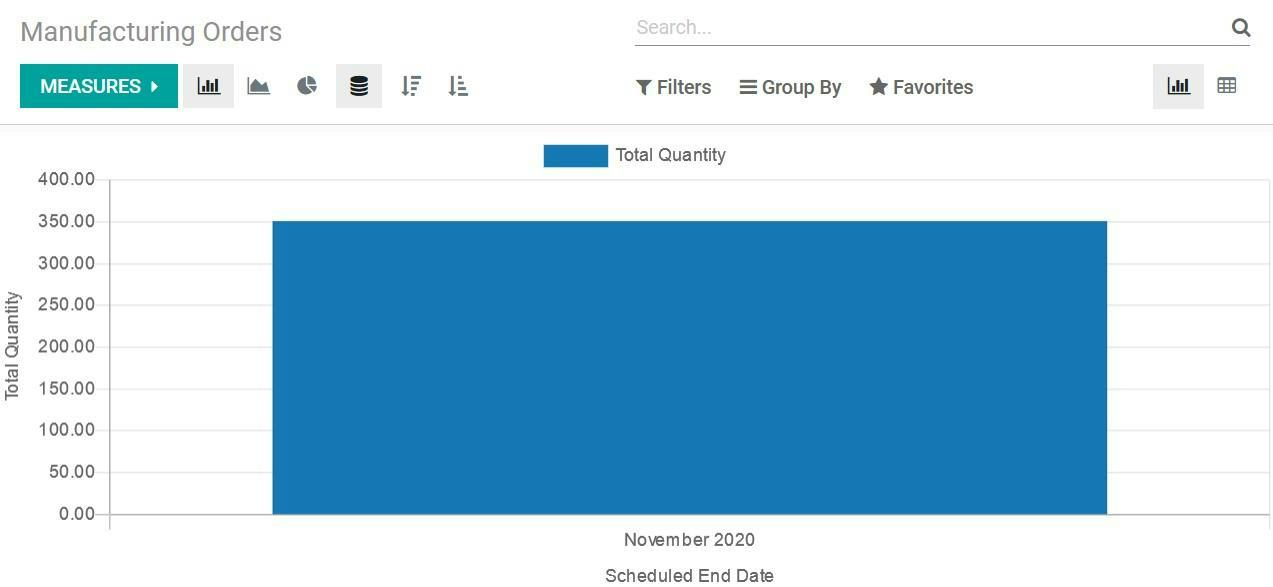 Manufacturing Orders
Search...
MEASURES
Filters
Group By
Favorites
Total Quantity
400.00
350.00
300.00
250.00
200.00
150.00
100.00
50.00
0.00
Total Quantity
November 2020
Scheduled End Date